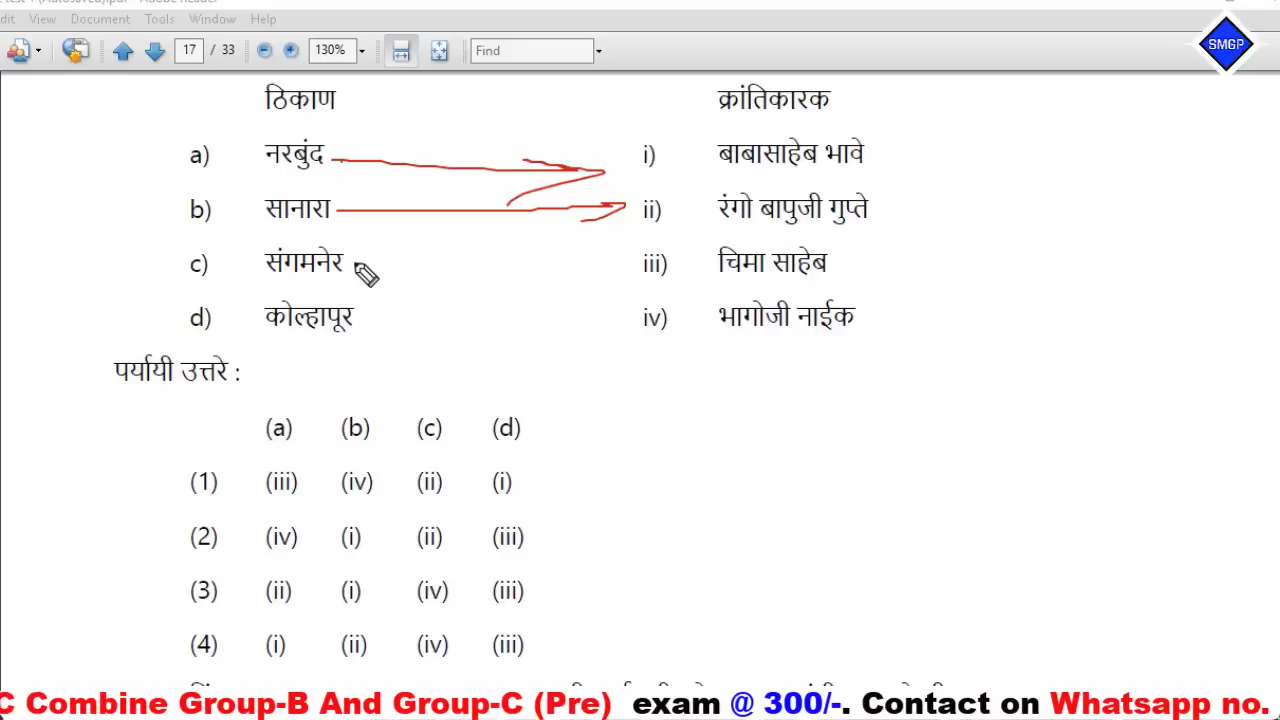 dit View Document Tools Window Help
SMGP
17 / 33 130% Find
ठिकाण क्रांतिकारक
a) नरबुंद i) बाबासाहेब भावे
b) सानारा ii) रंगो बापुजी गुप्ते
c) संगमनेर iii) चिमा साहेब
d) कोल्हापूर iv) भागोजी नाईक
पर्यायी उत्तरे :
(a) (b) (c) (d)
(1) (iii) (iv) (ii) (i)
(2) (iv) (i) (ii) (iii)
(3) (ii) (i) (iv) (iii)
(4) (i) (ii) (iv) (iii)
C Combine Group-B And Group-C (Pre) exam @ 300/-. Contact on Whatsapp no.